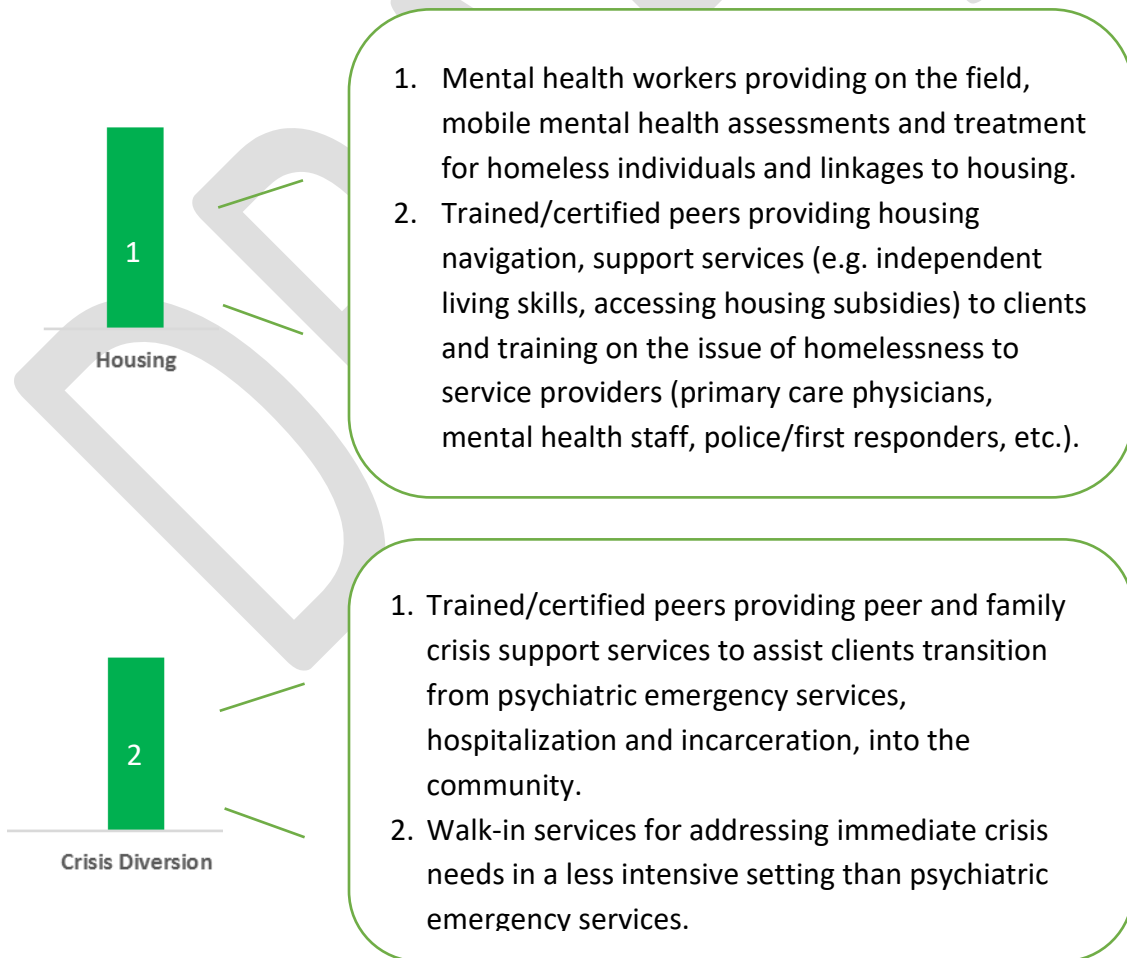 1. Mental health workers providing on the field,
mobile mental health assessments and treatment
for homeless individuals and linkages to housing.
2. Trained/certified peers providing housing
navigation, support services (e.g. independent
living skills, accessing housing subsidies) to clients
and training on the issue of homelessness to
service providers (primary care physicians,
mental health staff, police/first responders, etc.).
1
Housing
1. Trained/certified peers providing peer and family
crisis support services to assist clients transition
from psychiatric emergency services,
hospitalization and incarceration, into the
community.
2. Walk-in services for addressing immediate crisis
needs in a less intensive setting than psychiatric
emergency services.
2
Crisis Diversion